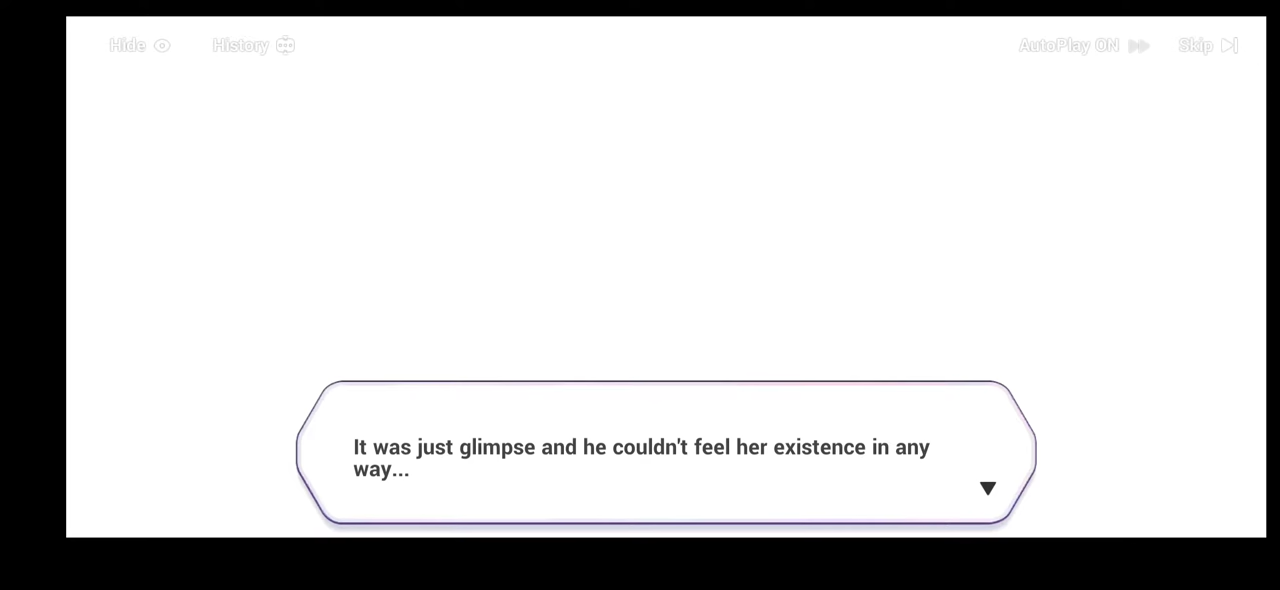 Hide
History
AutoPlay ON
Skip
It was just glimpse and he couldn't feel her existence in any
way...